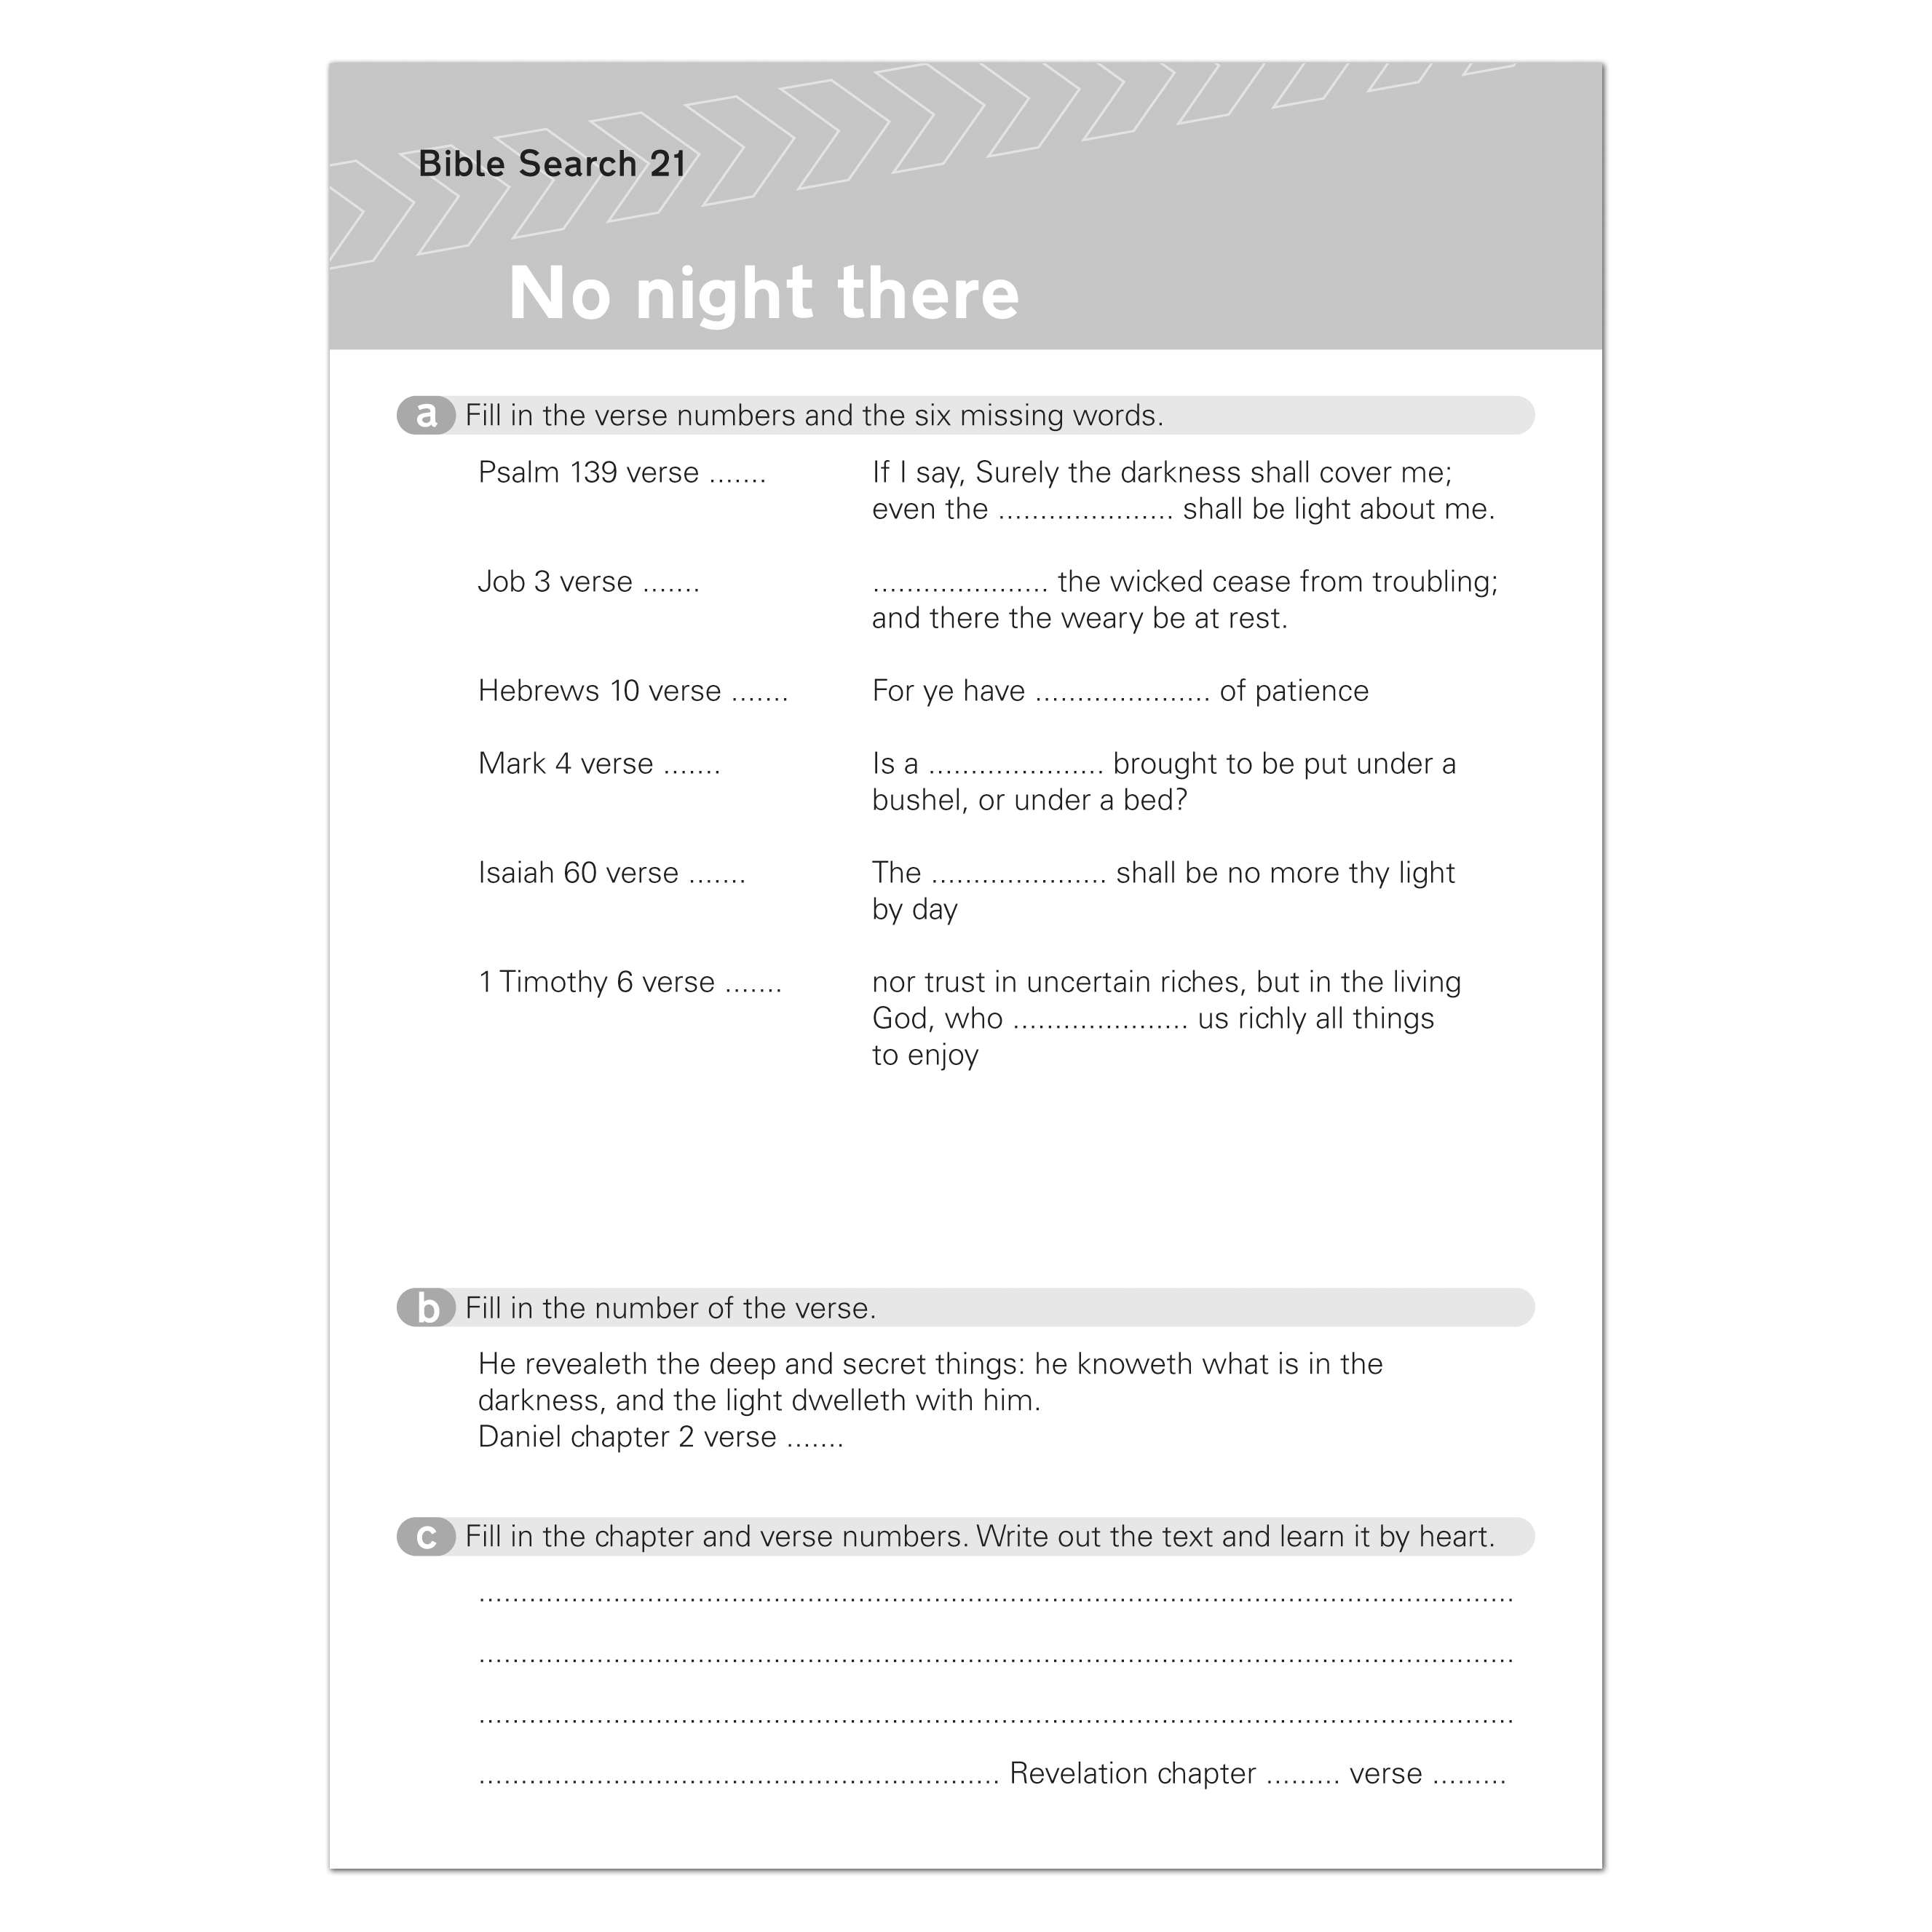 Bible Search 21
No night there
a Fill in the verse numbers and the six missing words.
Psalm 139 verse ....... If I say, Surely the darkness shall cover me;
even the ..................... shall be light about me.
Job 3 verse ....... ..................... the wicked cease from troubling;
and there the weary be at rest.
Hebrews 10 verse ....... For ye have ..................... of patience
Mark 4 verse ....... Is a ..................... brought to be put under a
bushel, or under a bed?
Isaiah 60 verse ....... The ..................... shall be no more thy light
by day
1 Timothy 6 verse ....... nor trust in uncertain riches, but in the living
God, who ..................... us richly all things
to enjoy
b Fill in the number of the verse.
He revealeth the deep and secret things: he knoweth what is in the
darkness, and the light dwelleth with him.
Daniel chapter 2 verse .......
c Fill in the chapter and verse numbers. Write out the text and learn it by heart.
............................................................................................................................
............................................................................................................................
............................................................................................................................
.............................................................. Revelation chapter ......... verse .........